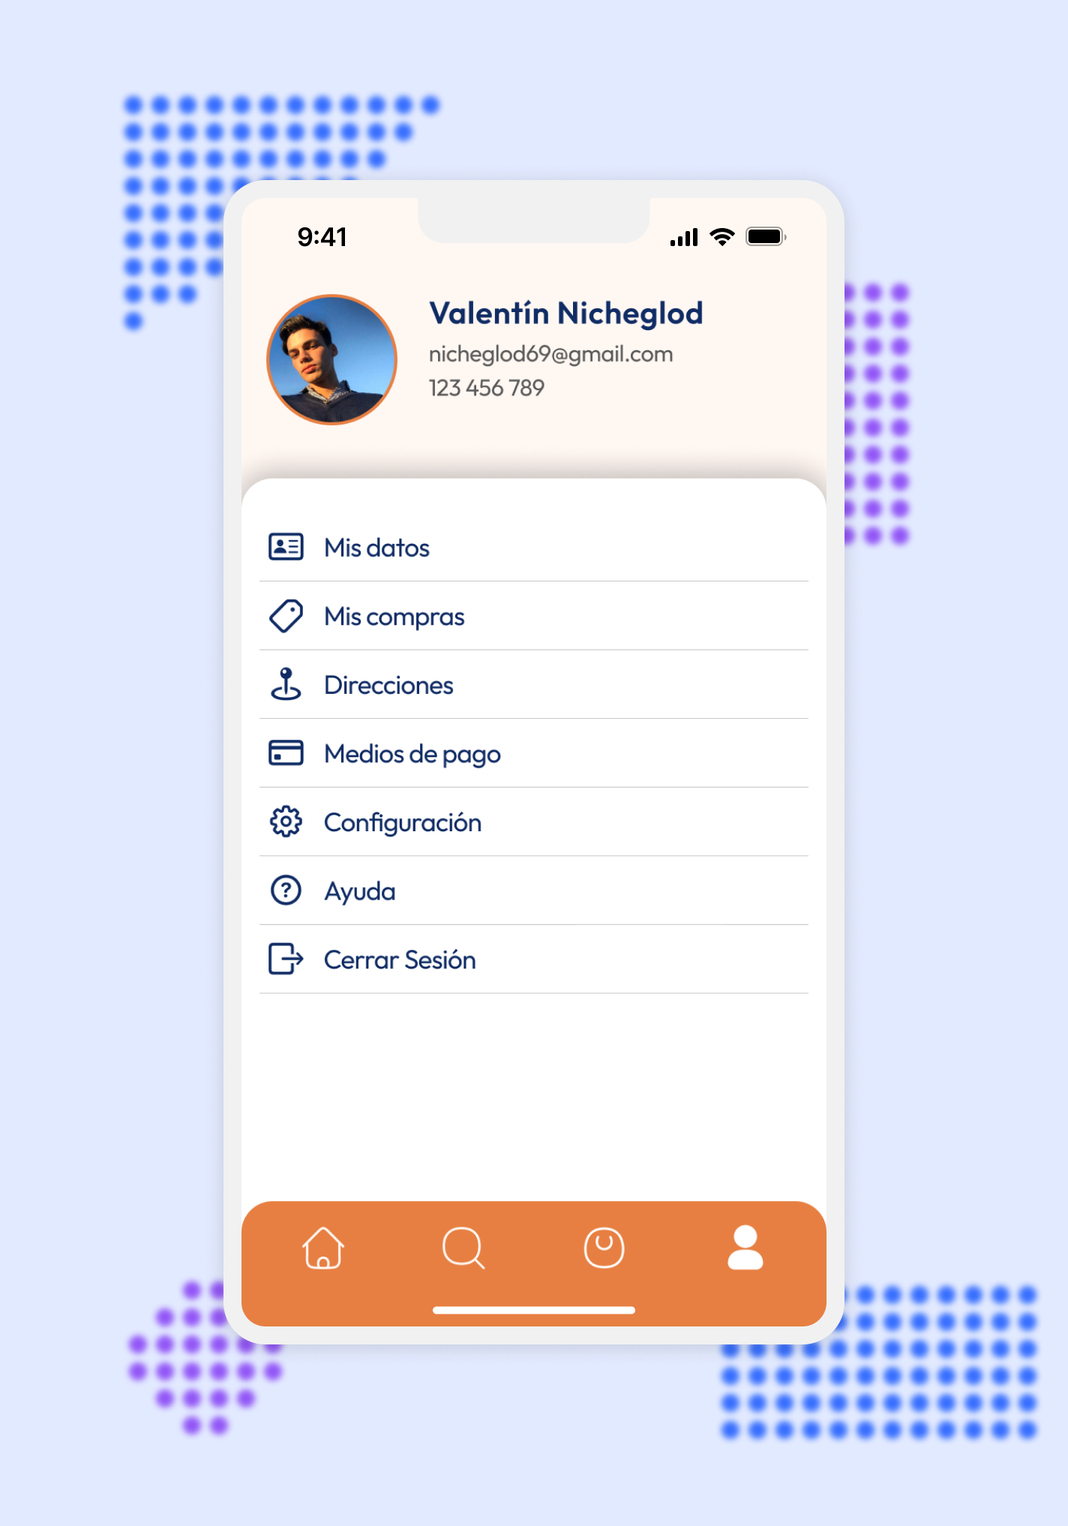 9:41
Valentín Nicheglod
nicheglod69@gmail.com
123 456 789
Mis datos
Mis compras
Direcciones
Medios de pago
Configuración
Ayuda
Cerrar Sesión